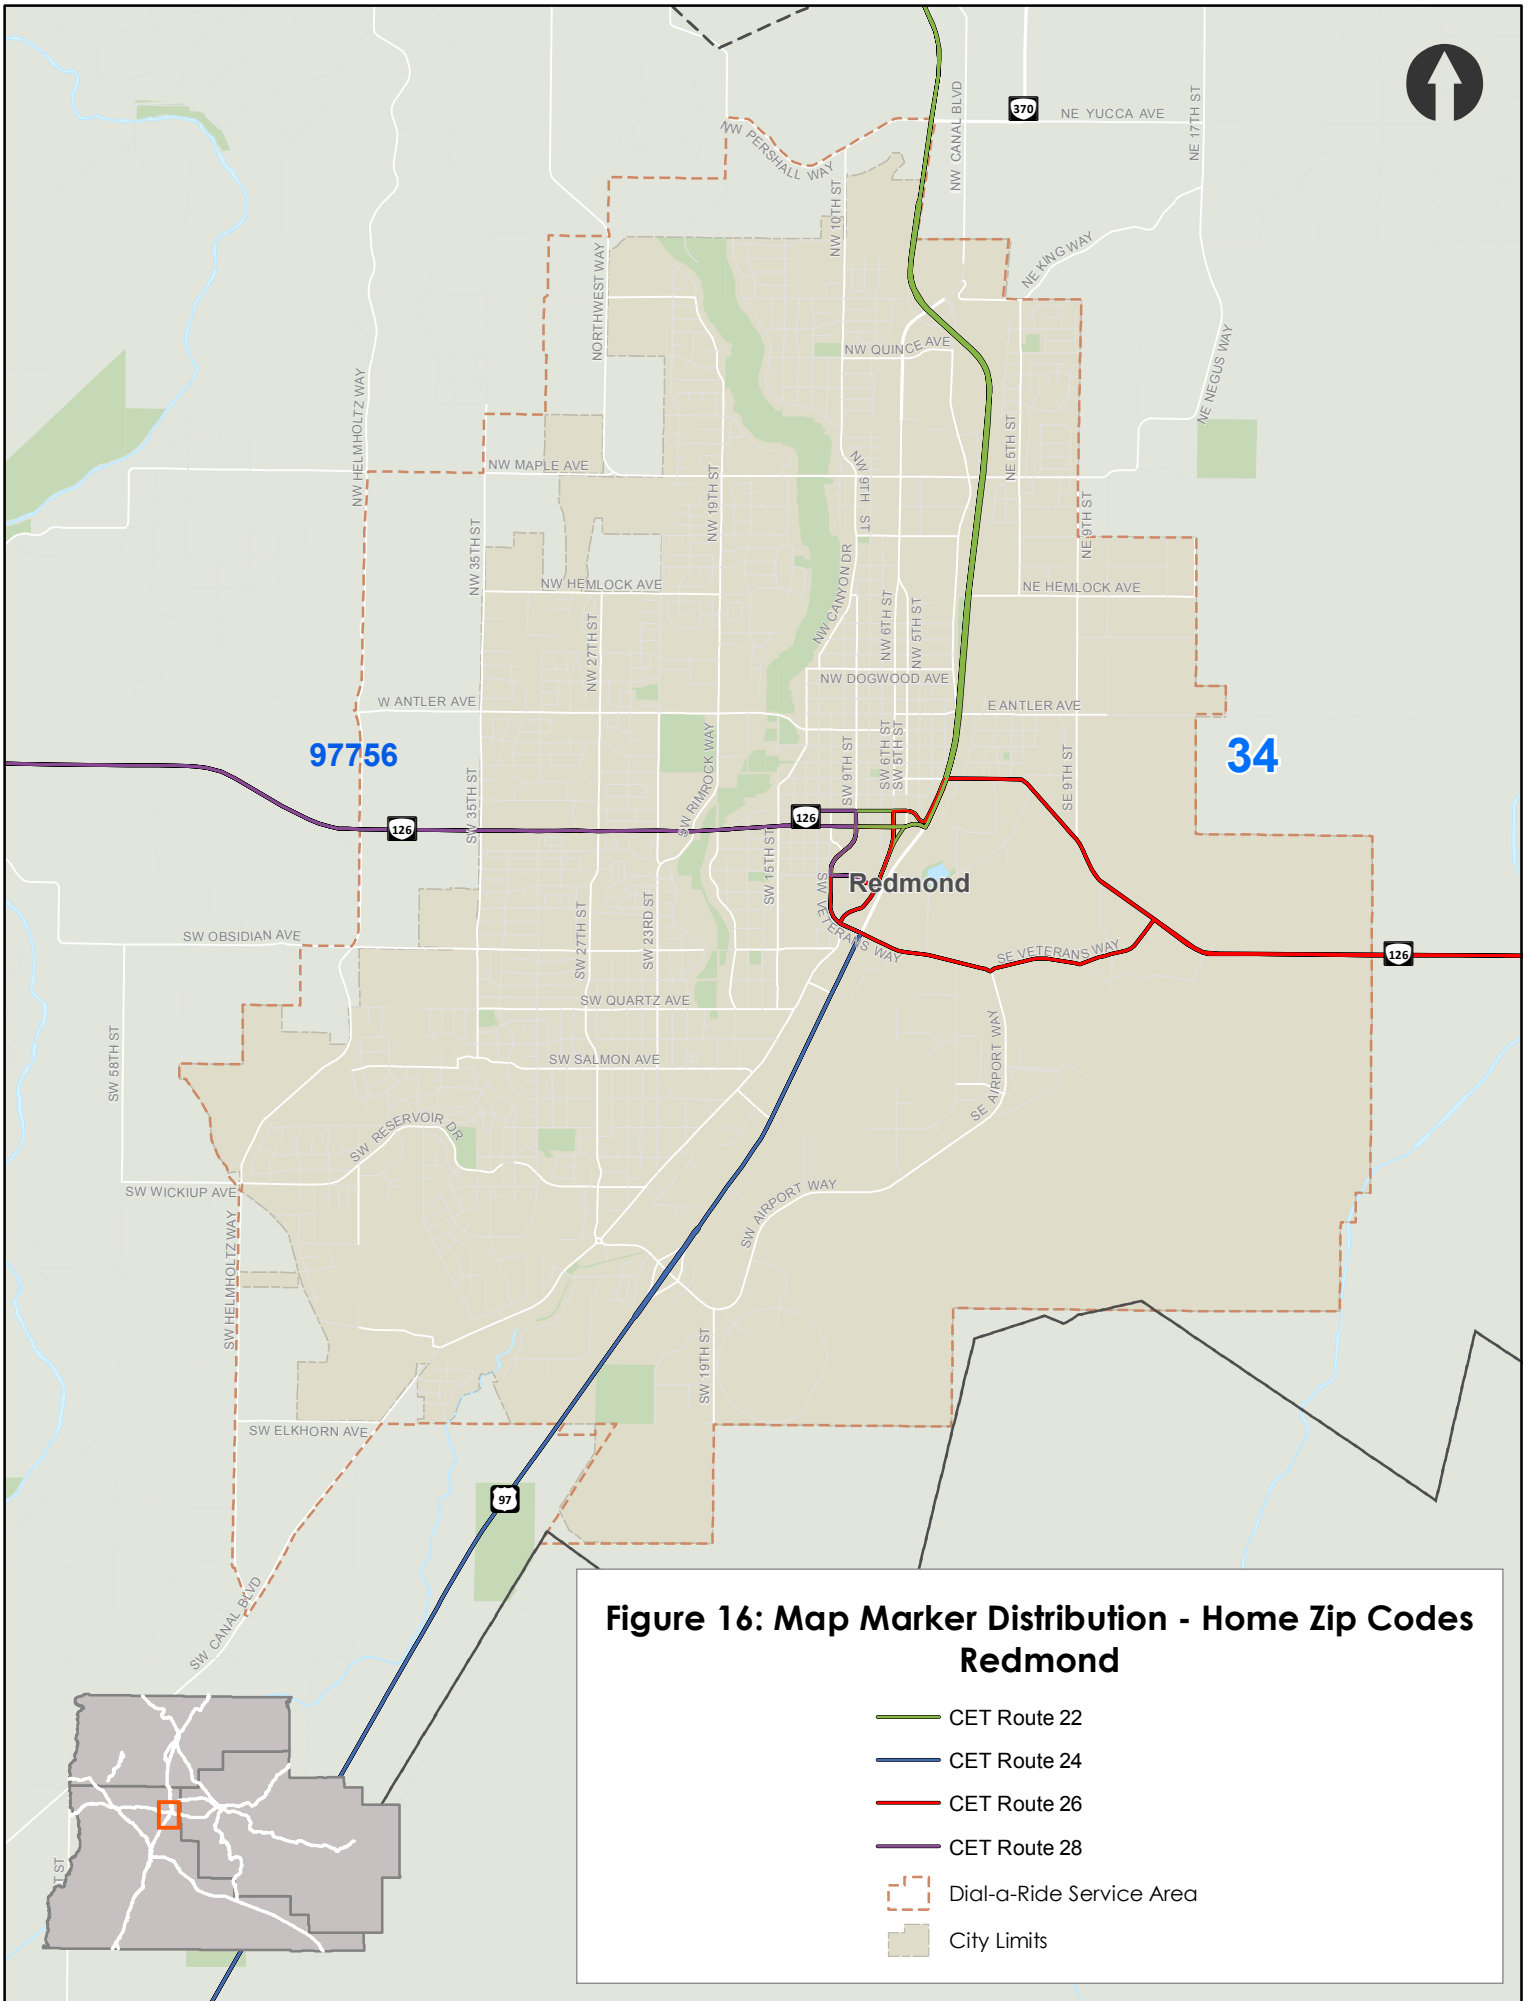 370
NE YUCCA AVE
NW CANAL BLVD
NE 17TH ST
NW PERSHALL WAY
NW 10TH ST
NE KING WAY
NORTHWEST WAY
NW QUINCE AVE
NE NEGUS WAY
NW HELMHOLTZ WAY
NE 5TH ST
NW MAPLE AVE
NW 19TH ST
NW 9TH ST
NE 9TH ST
NW 35TH ST
NW HEMLOCK AVE
NW CANYON DR
NE HEMLOCK AVE
NW 27TH ST
NW 6TH ST
NW 5TH ST
NW DOGWOOD AVE
W ANTLER AVE
E ANTLER AVE
97756
34
SW RIMROCK WAY
SW 9TH ST
SW 6TH ST
SW 5TH ST
SE 9TH ST
SW 35TH ST
126
126
SW 15TH ST
Redmond
SW VETERANS WAY
SW OBSIDIAN AVE
SW 27TH ST
SW 23RD ST
SE VETERANS WAY
126
SW QUARTZ AVE
SW 58TH ST
SW SALMON AVE
SE AIRPORT WAY
SW RESERVOIR DR
SW WICKIUP AVE
SW AIRPORT WAY
SW HELMHOLTZ WAY
SW 19TH ST
SW ELKHORN AVE
97
SW CANAL BLVD
T ST
Figure 16: Map Marker Distribution - Home Zip Codes
Redmond
CET Route 22
CET Route 24
CET Route 26
CET Route 28
Dial-a-Ride Service Area
City Limits